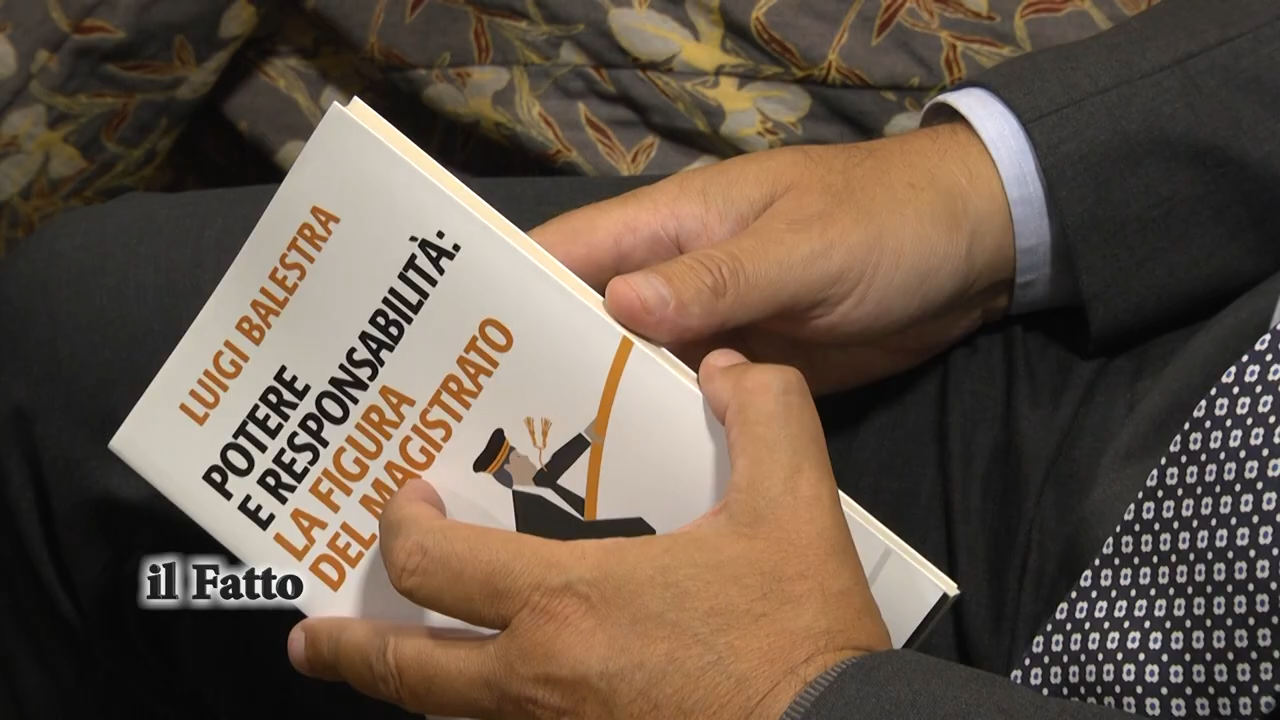 LUIGI BALESTRA
POTERE
E RESPONSABILITÀ:
LA FIGURA
DEL MAGISTRATO
il Fatto